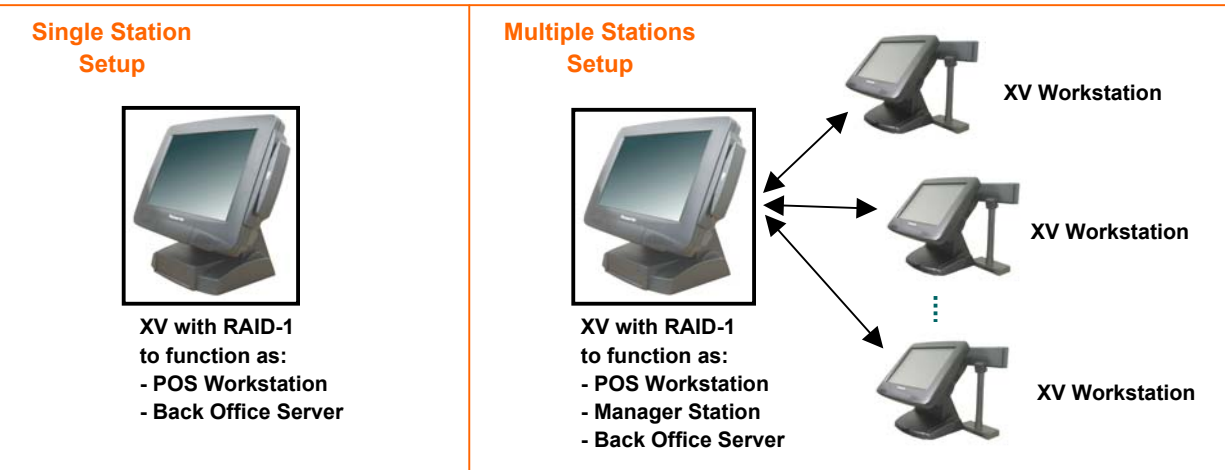 Single Station
Setup
XV with RAID-1
to function as:
- POS Workstation
- Back Office Server
Multiple Stations
Setup
XV with RAID-1
to function as:
- POS Workstation
- Manager Station
- Back Office Server
XV Workstation
XV Workstation
XV Workstation